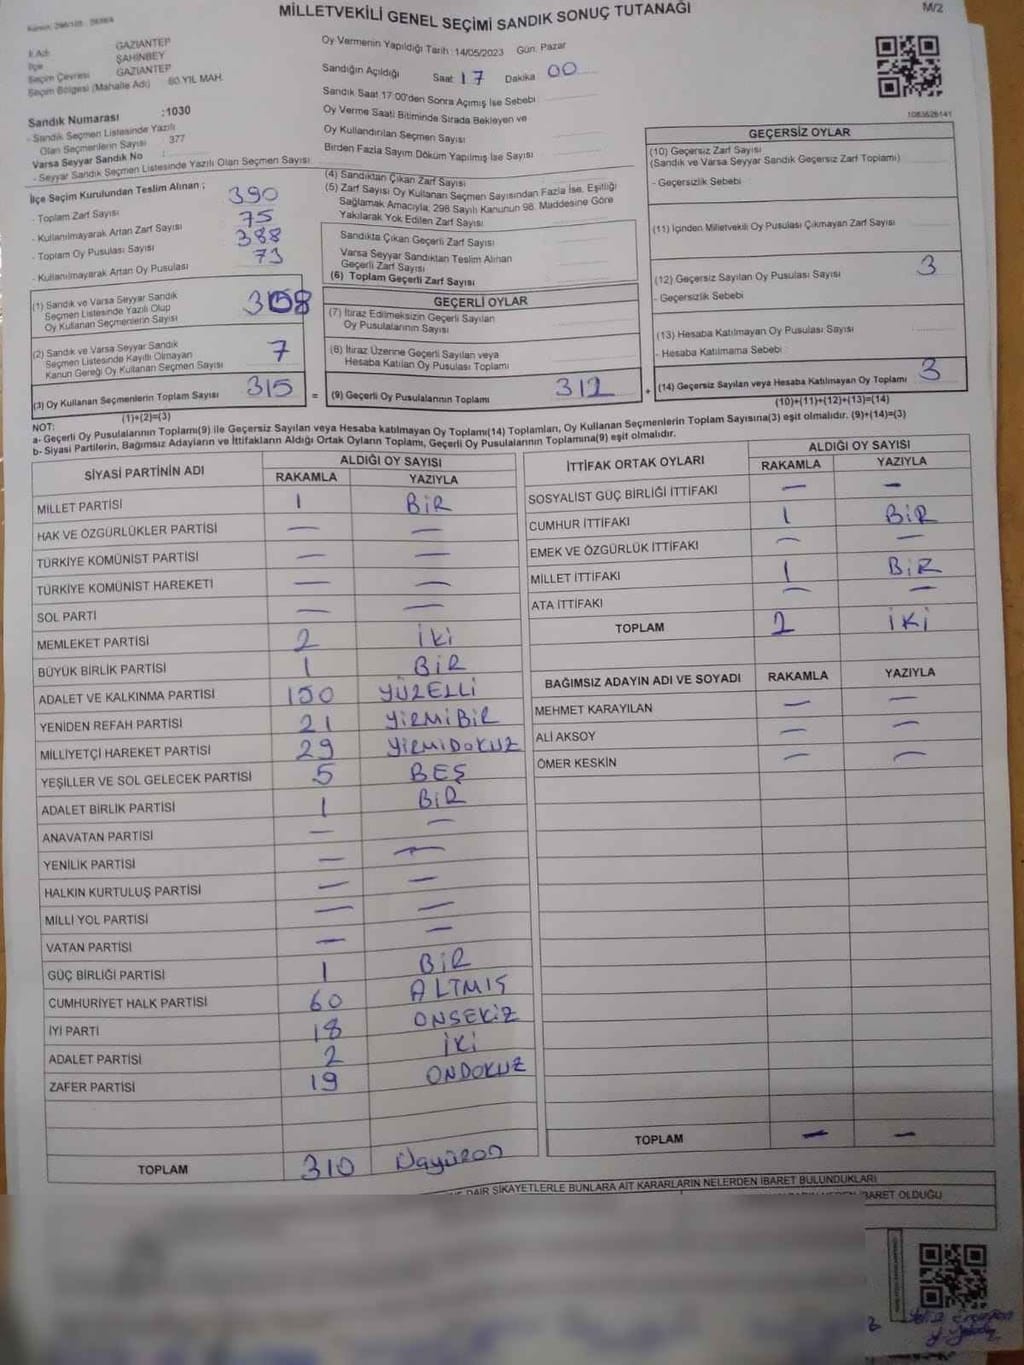 MİLLETVEKİLİ GENEL SEÇİMİ SANDIK SONUÇ TUTANAĞI
M/2
İl Adı GAZİANTEP
İlçe ŞAHİNBEY
Seçim Çevresi GAZİANTEP
Seçim Bölgesi (Mahalle Adı) 60.YIL MAH.
Sandık Numarası :1030
- Sandık Seçmen Listesinde Yazılı
Olan Seçmenlerin Sayısı 377
Varsa Seyyar Sandık No :
- Seyyar Sandık Seçmen Listesinde Yazılı Olan Seçmen Sayısı
Oy Vermenin Yapıldığı Tarih :14/05/2023 Gün: Pazar
Sandığın Açıldığı Saat 17 Dakika 00
Sandık Saat 17:00'den Sonra Açımış İse Sebebi
Oy Verme Saati Bitiminde Sırada Bekleyen ve
Oy Kullandırılan Seçmen Sayısı
Birden Fazla Sayım Döküm Yapılmış İse Sayısı
1083628141
İlçe Seçim Kurulundan Teslim Alınan ;
- Toplam Zarf Sayısı 390
- Kullanılmayarak Artan Zarf Sayısı 75
- Toplam Oy Pusulası Sayısı 388
- Kullanılmayarak Artan Oy Pusulası 73
(1) Sandık ve Varsa Seyyar Sandık
Seçmen Listesinde Yazılı Olup
Oy Kullanan Seçmenlerin Sayısı 308
(2) Sandık ve Varsa Seyyar Sandık
Seçmen Listesinde Kayıtlı Olmayan
Kanun Gereği Oy Kullanan Seçmen Sayısı 7
(3) Oy Kullanan Seçmenlerin Toplam Sayısı 315 =
(1)+(2)=(3)
(4) Sandıktan Çıkan Zarf Sayısı
(5) Zarf Sayısı Oy Kullanan Seçmen Sayısından Fazla İse, Eşitliği
Sağlamak Amacıyla, 298 Sayılı Kanunun 98. Maddesine Göre
Yakılarak Yok Edilen Zarf Sayısı
Sandıkta Çıkan Geçerli Zarf Sayısı
Varsa Seyyar Sandıktan Teslim Alınan
Geçerli Zarf Sayısı
(6) Toplam Geçerli Zarf Sayısı
GEÇERLİ OYLAR
(7) İtiraz Edilmeksizin Geçerli Sayılan
Oy Pusulalarının Sayısı
(8) İtiraz Üzerine Geçerli Sayılan veya
Hesaba Katılan Oy Pusulası Toplamı
(9) Geçerli Oy Pusulalarının Toplamı 312 +
GEÇERSİZ OYLAR
(10) Geçersiz Zarf Sayısı
(Sandık ve Varsa Seyyar Sandık Geçersiz Zarf Toplamı)
- Geçersizlik Sebebi
(11) İçinden Milletvekili Oy Pusulası Çıkmayan Zarf Sayısı
(12) Geçersiz Sayılan Oy Pusulası Sayısı 3
- Geçersizlik Sebebi
(13) Hesaba Katılmayan Oy Pusulası Sayısı
- Hesaba Katılmama Sebebi
(14) Geçersiz Sayılan veya Hesaba Katılmayan Oy Toplamı 3
(10)+(11)+(12)+(13)=(14)
NOT:
a- Geçerli Oy Pusulalarının Toplamı(9) ile Geçersiz Sayılan veya Hesaba katılmayan Oy Toplamı(14) Toplamları, Oy Kullanan Seçmenlerin Toplam Sayısına(3) eşit olmalıdır. (9)+(14)=(3)
b- Siyasi Partilerin, Bağımsız Adayların ve İttifakların Aldığı Ortak Oyların Toplamı, Geçerli Oy Pusulalarının Toplamına(9) eşit olmalıdır.
SİYASİ PARTİNİN ADI ALDIĞI OY SAYISI
RAKAMLA YAZIYLA
MİLLET PARTİSİ 1 BİR
HAK VE ÖZGÜRLÜKLER PARTİSİ — —
TÜRKİYE KOMÜNİST PARTİSİ — —
TÜRKİYE KOMÜNİST HAREKETİ — —
SOL PARTİ — —
MEMLEKET PARTİSİ 2 İKİ
BÜYÜK BİRLİK PARTİSİ 1 BİR
ADALET VE KALKINMA PARTİSİ 150 YÜZELLİ
YENİDEN REFAH PARTİSİ 21 YİRMİBİR
MİLLİYETÇİ HAREKET PARTİSİ 29 YİRMİDOKUZ
YEŞİLLER VE SOL GELECEK PARTİSİ 5 BEŞ
ADALET BİRLİK PARTİSİ 1 BİR
ANAVATAN PARTİSİ — —
YENİLİK PARTİSİ — —
HALKIN KURTULUŞ PARTİSİ — —
MİLLİ YOL PARTİSİ — —
VATAN PARTİSİ — —
GÜÇ BİRLİĞİ PARTİSİ 1 BİR
CUMHURİYET HALK PARTİSİ 60 ALTMIŞ
İYİ PARTİ 18 ONSEKİZ
ADALET PARTİSİ 2 İKİ
ZAFER PARTİSİ 19 ONDOKUZ
TOPLAM 310 Üçyüzon
İTTİFAK ORTAK OYLARI ALDIĞI OY SAYISI
RAKAMLA YAZIYLA
SOSYALİST GÜÇ BİRLİĞİ İTTİFAKI — —
CUMHUR İTTİFAKI 1 BİR
EMEK VE ÖZGÜRLÜK İTTİFAKI — —
MİLLET İTTİFAKI 1 BİR
ATA İTTİFAKI — —
TOPLAM 2 İKİ
BAĞIMSIZ ADAYIN ADI VE SOYADI RAKAMLA YAZIYLA
MEHMET KARAYILAN — —
ALİ AKSOY — —
ÖMER KESKİN — —
TOPLAM — —
DAİR ŞİKAYETLERLE BUNLARA AİT KARARLARIN NELERDEN İBARET BULUNDUKLARI
İBARET OLDUĞU